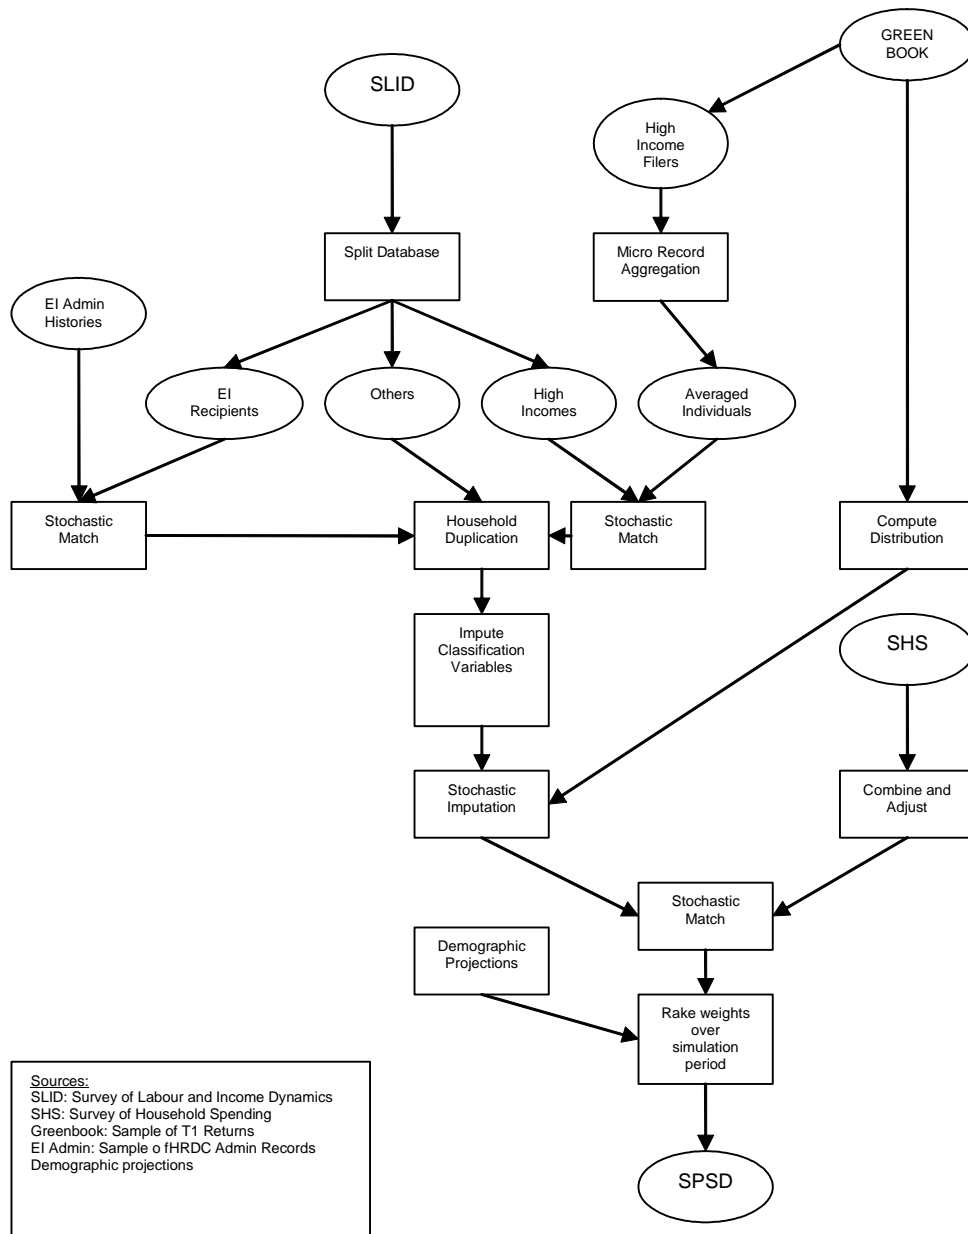 GREEN
BOOK
SLID
High
Income
Filers
Split Database
Micro Record
Aggregation
EI Admin
Histories
EI
Recipients
Others
High
Incomes
Averaged
Individuals
Stochastic
Match
Household
Duplication
Stochastic
Match
Compute
Distribution
Impute
Classification
Variables
SHS
Stochastic
Imputation
Combine and
Adjust
Stochastic
Match
Demographic
Projections
Rake weights
over
simulation
period
Sources:
SLID: Survey of Labour and Income Dynamics
SHS: Survey of Household Spending
Greenbook: Sample of T1 Returns
EI Admin: Sample o fHRDC Admin Records
Demographic projections
SPSD